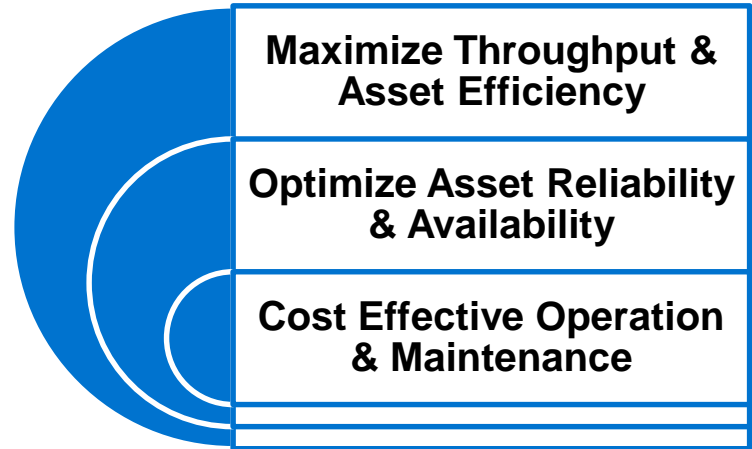 Maximize Throughput &
Asset Efficiency
Optimize Asset Reliability
& Availability
Cost Effective Operation
& Maintenance